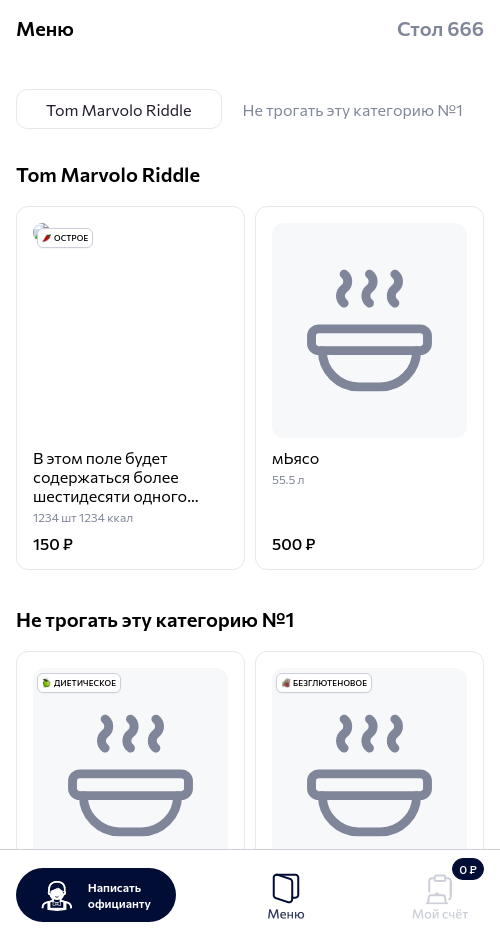 Меню
Стол 666
Tom Marvolo Riddle
Не трогать эту категорию №1
Tom Marvolo Riddle
ОСТРОЕ
В этом поле будет
содержаться более
шестидесяти одного...
1234 шт 1234 ккал
150 ₽
мЬясо
55.5 л
500 ₽
Не трогать эту категорию №1
ДИЕТИЧЕСКОЕ
БЕЗГЛЮТЕНОВОЕ
Написать
официанту
Меню
0 ₽
Мой счёт